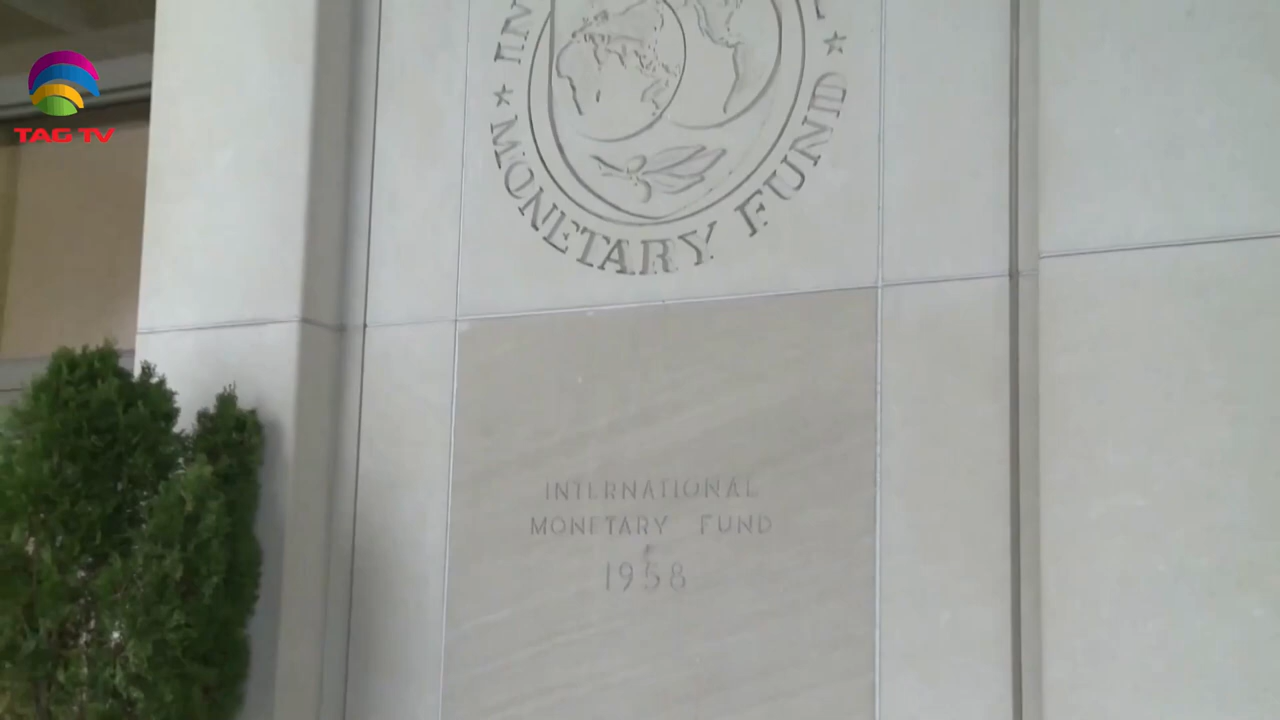 TAG TV
MONETARY FUND
INTERNATIONAL
MONETARY FUND
1958